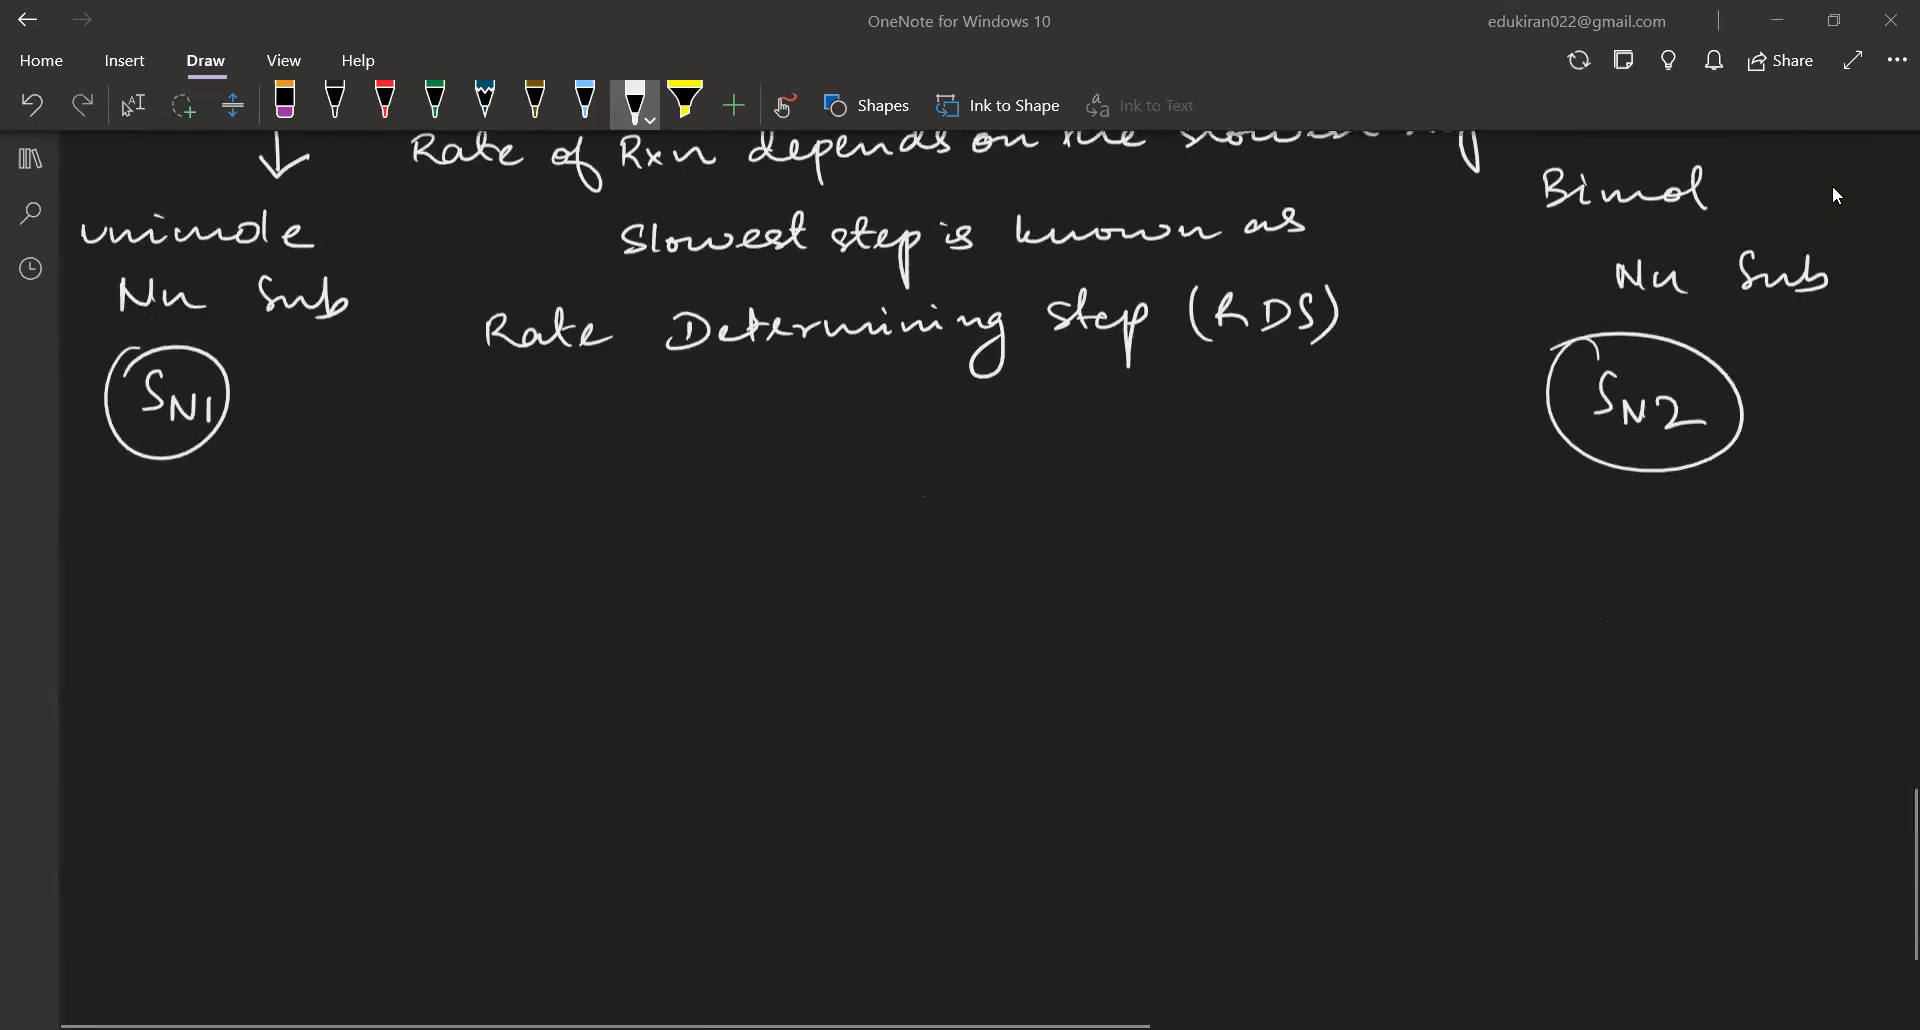 OneNote for Windows 10
edukiran022@gmail.com
Home Insert Draw View Help
Share
Shapes Ink to Shape Ink to Text
Rate of Rxn depends on the slowest step
Bimol
unimole
slowest step is known as
Nu Sub
Nu Sub
Rate Determining step (RDS)
SN1
SN2